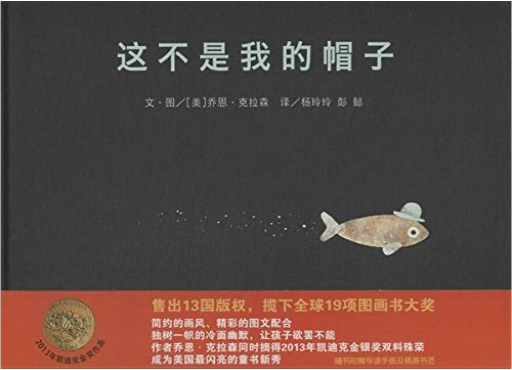 这不是我的帽子
文·图/[美]乔恩·克拉森 译/杨玲玲 彭懿
售出13国版权，揽下全球19项图画书大奖
简约的画风、精彩的图文配合
独树一帜的冷面幽默，让孩子欲罢不能
作者乔恩·克拉森同时摘得2013年凯迪克金银奖双料殊荣
成为美国最闪亮的童书新秀
随书附赠导读手册及精美书签
2013年凯迪克金奖作品